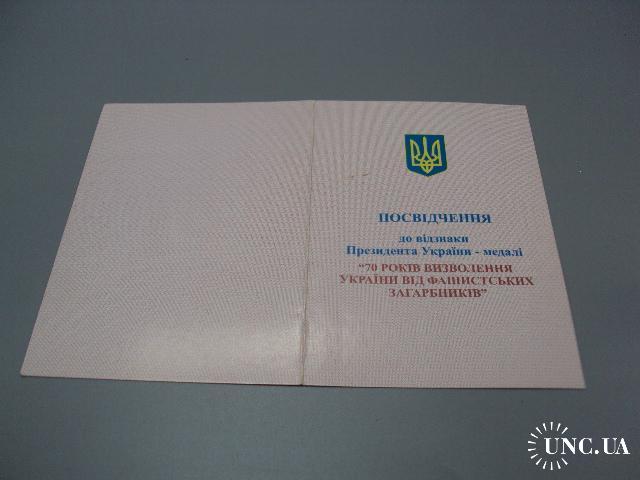 ПОСВІДЧЕННЯ
до відзнаки
Президента України - медалі
“70 РОКІВ ВИЗВОЛЕННЯ
УКРАЇНИ ВІД ФАШИСТСЬКИХ
ЗАГАРБНИКІВ”
UNC.UA